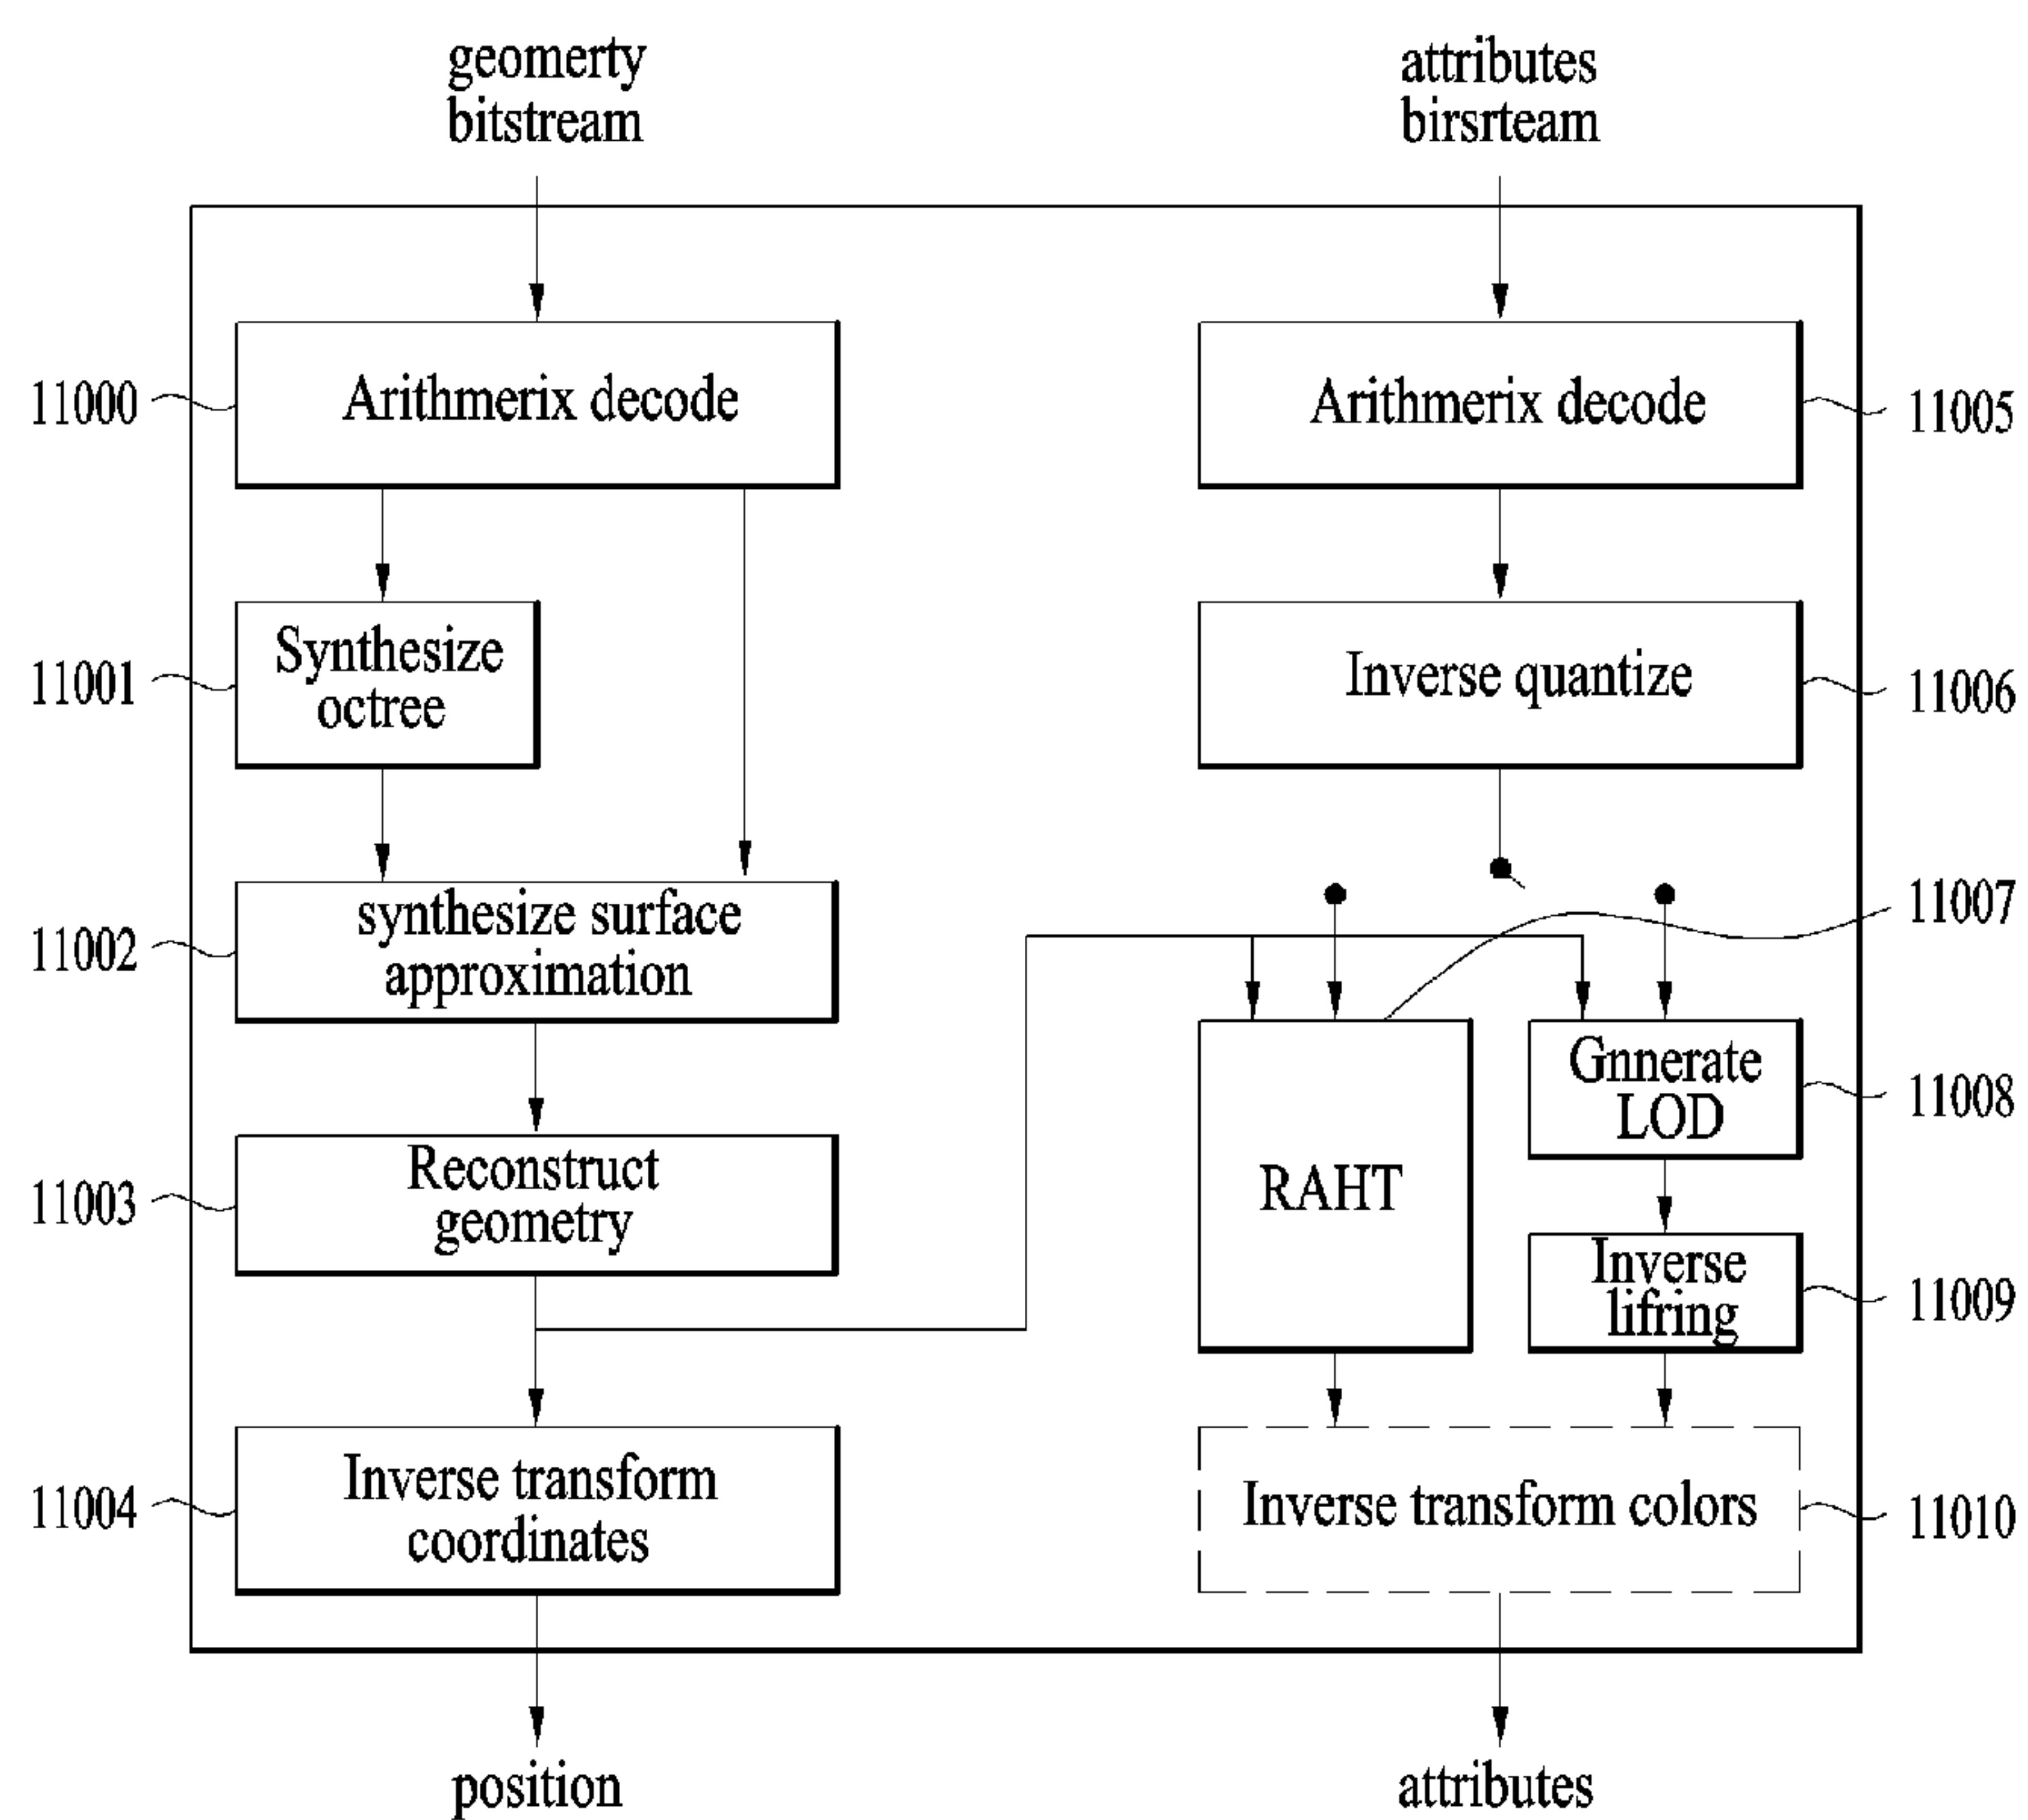 geomerty
bitstream
attributes
birsrteam
11000
Arithmerix decode
Arithmerix decode
11005
11001
Synthesize
octree
Inverse quantize
11006
11002
synthesize surface
approximation
11007
Gnnerate
LOD
11008
11003
Reconstruct
geometry
RAHT
Inverse
lifring
11009
11004
Inverse transform
coordinates
Inverse transform colors
11010
position
attributes